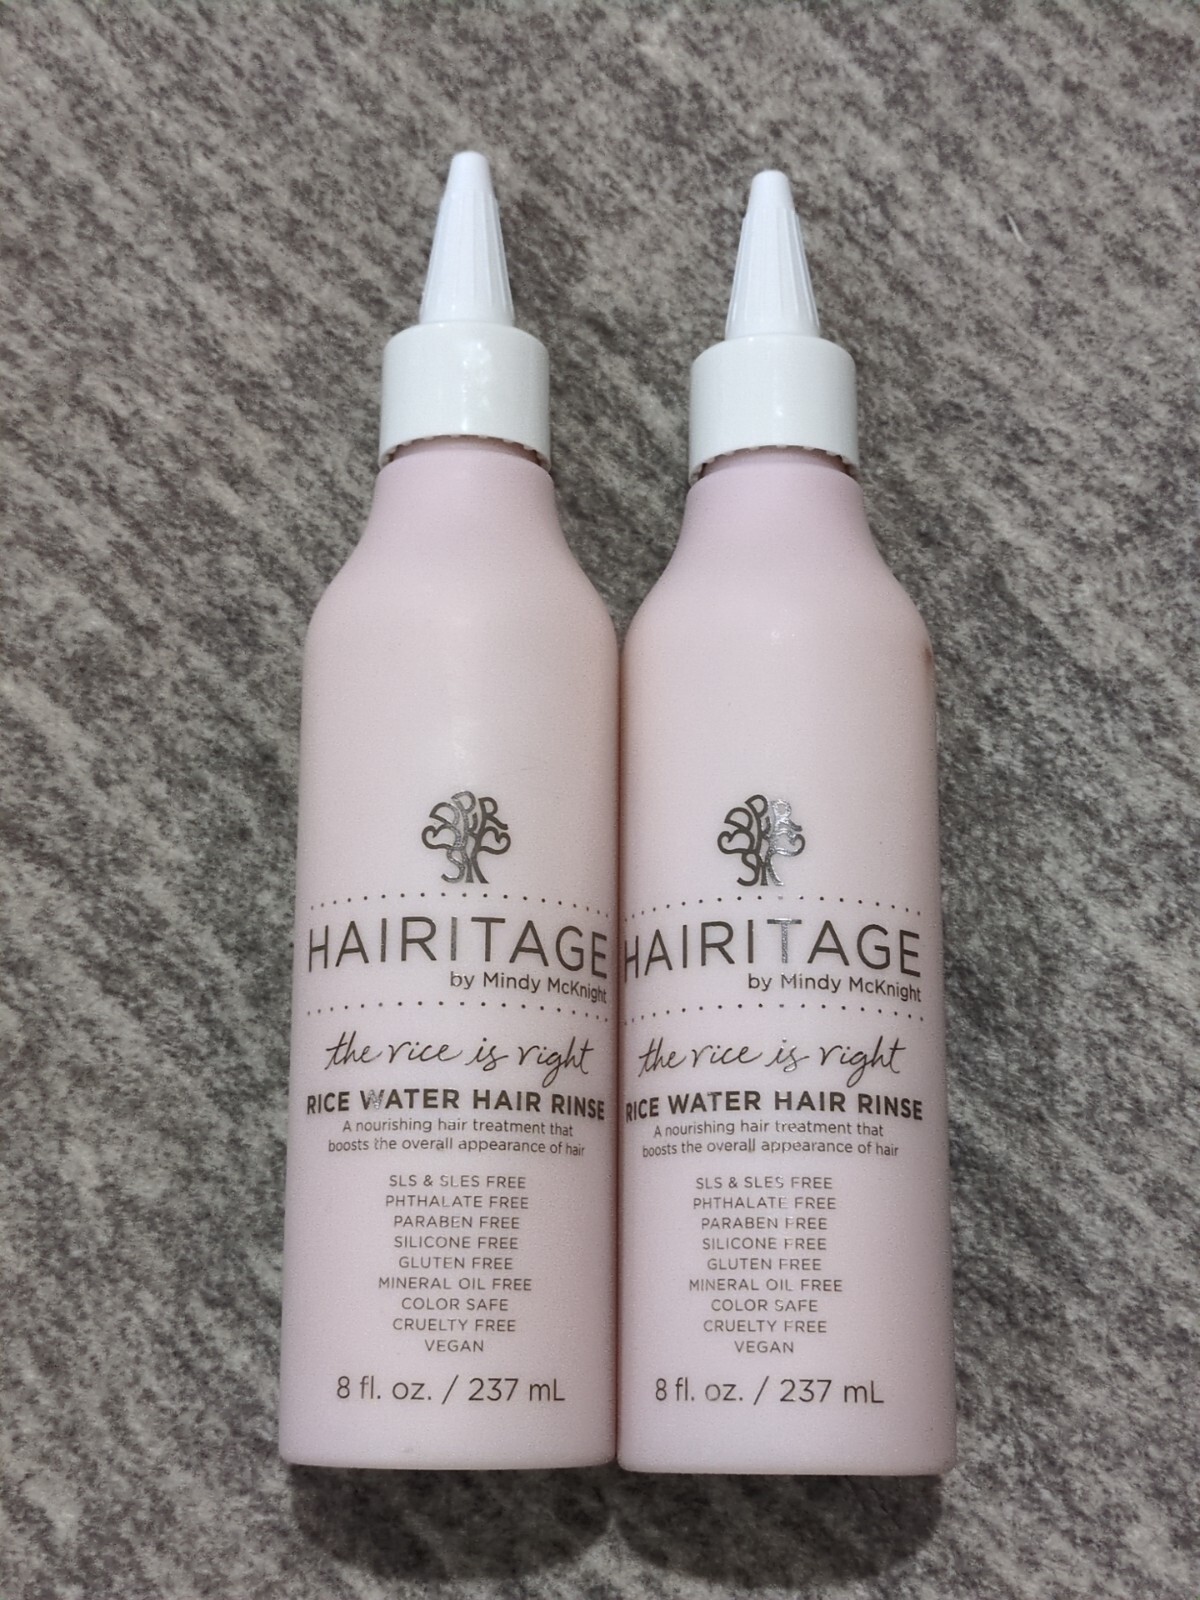 HAIRITAGE
by Mindy McKnight
the rice is right
RICE WATER HAIR RINSE
A nourishing hair treatment that
boosts the overall appearance of hair
SLS & SLES FREE
PHTHALATE FREE
PARABEN FREE
SILICONE FREE
GLUTEN FREE
MINERAL OIL FREE
COLOR SAFE
CRUELTY FREE
VEGAN
8 fl. oz. / 237 mL
HAIRITAGE
by Mindy McKnight
the rice is right
RICE WATER HAIR RINSE
A nourishing hair treatment that
boosts the overall appearance of hair
SLS & SLES FREE
PHTHALATE FREE
PARABEN FREE
SILICONE FREE
GLUTEN FREE
MINERAL OIL FREE
COLOR SAFE
CRUELTY FREE
VEGAN
8 fl. oz. / 237 mL